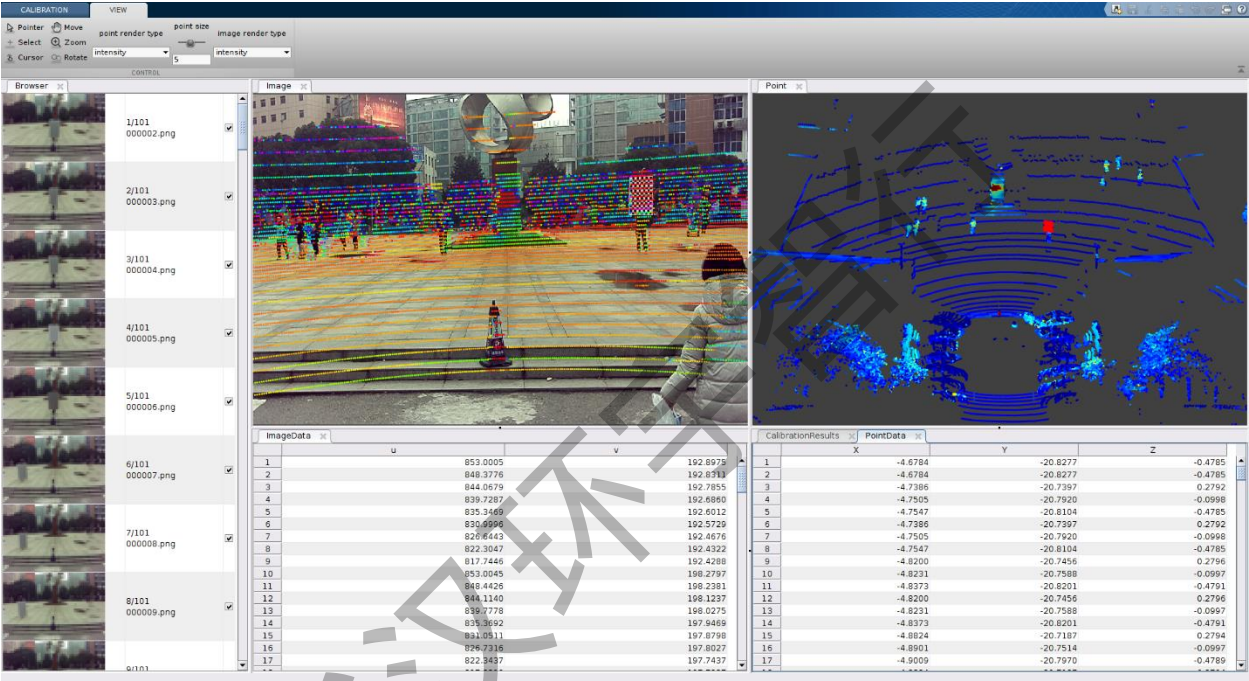 CALIBRATION VIEW
Pointer Move point render type point size image render type
Select Zoom
Cursor Rotate intensity 5 intensity
CONTROL
Browser
1/101
000002.png
2/101
000003.png
3/101
000004.png
4/101
000005.png
5/101
000006.png
6/101
000007.png
7/101
000008.png
8/101
000009.png
9/101
Image
Point
ImageData
u v
1 853.0005 192.8975
2 848.3776 192.8311
3 844.0679 192.7855
4 839.7287 192.6860
5 835.3469 192.6012
6 830.9996 192.5729
7 826.6443 192.4676
8 822.3047 192.4322
9 817.7446 192.4288
10 853.0045 198.2797
11 848.4426 198.2381
12 844.1140 198.1237
13 839.7778 198.0275
14 835.3692 197.9469
15 831.0511 197.8798
16 826.7316 197.8027
17 822.3437 197.7437
CalibrationResults PointData
X Y Z
1 -4.6784 -20.8277 -0.4785
2 -4.6784 -20.8277 -0.4785
3 -4.7386 -20.7397 0.2792
4 -4.7505 -20.7920 -0.0998
5 -4.7547 -20.8104 -0.4785
6 -4.7386 -20.7397 0.2792
7 -4.7505 -20.7920 -0.0998
8 -4.7547 -20.8104 -0.4785
9 -4.8200 -20.7456 0.2796
10 -4.8231 -20.7588 -0.0997
11 -4.8373 -20.8201 -0.4791
12 -4.8200 -20.7456 0.2796
13 -4.8231 -20.7588 -0.0997
14 -4.8373 -20.8201 -0.4791
15 -4.8824 -20.7187 0.2794
16 -4.8901 -20.7514 -0.0997
17 -4.9009 -20.7970 -0.4789
汉环宇智行